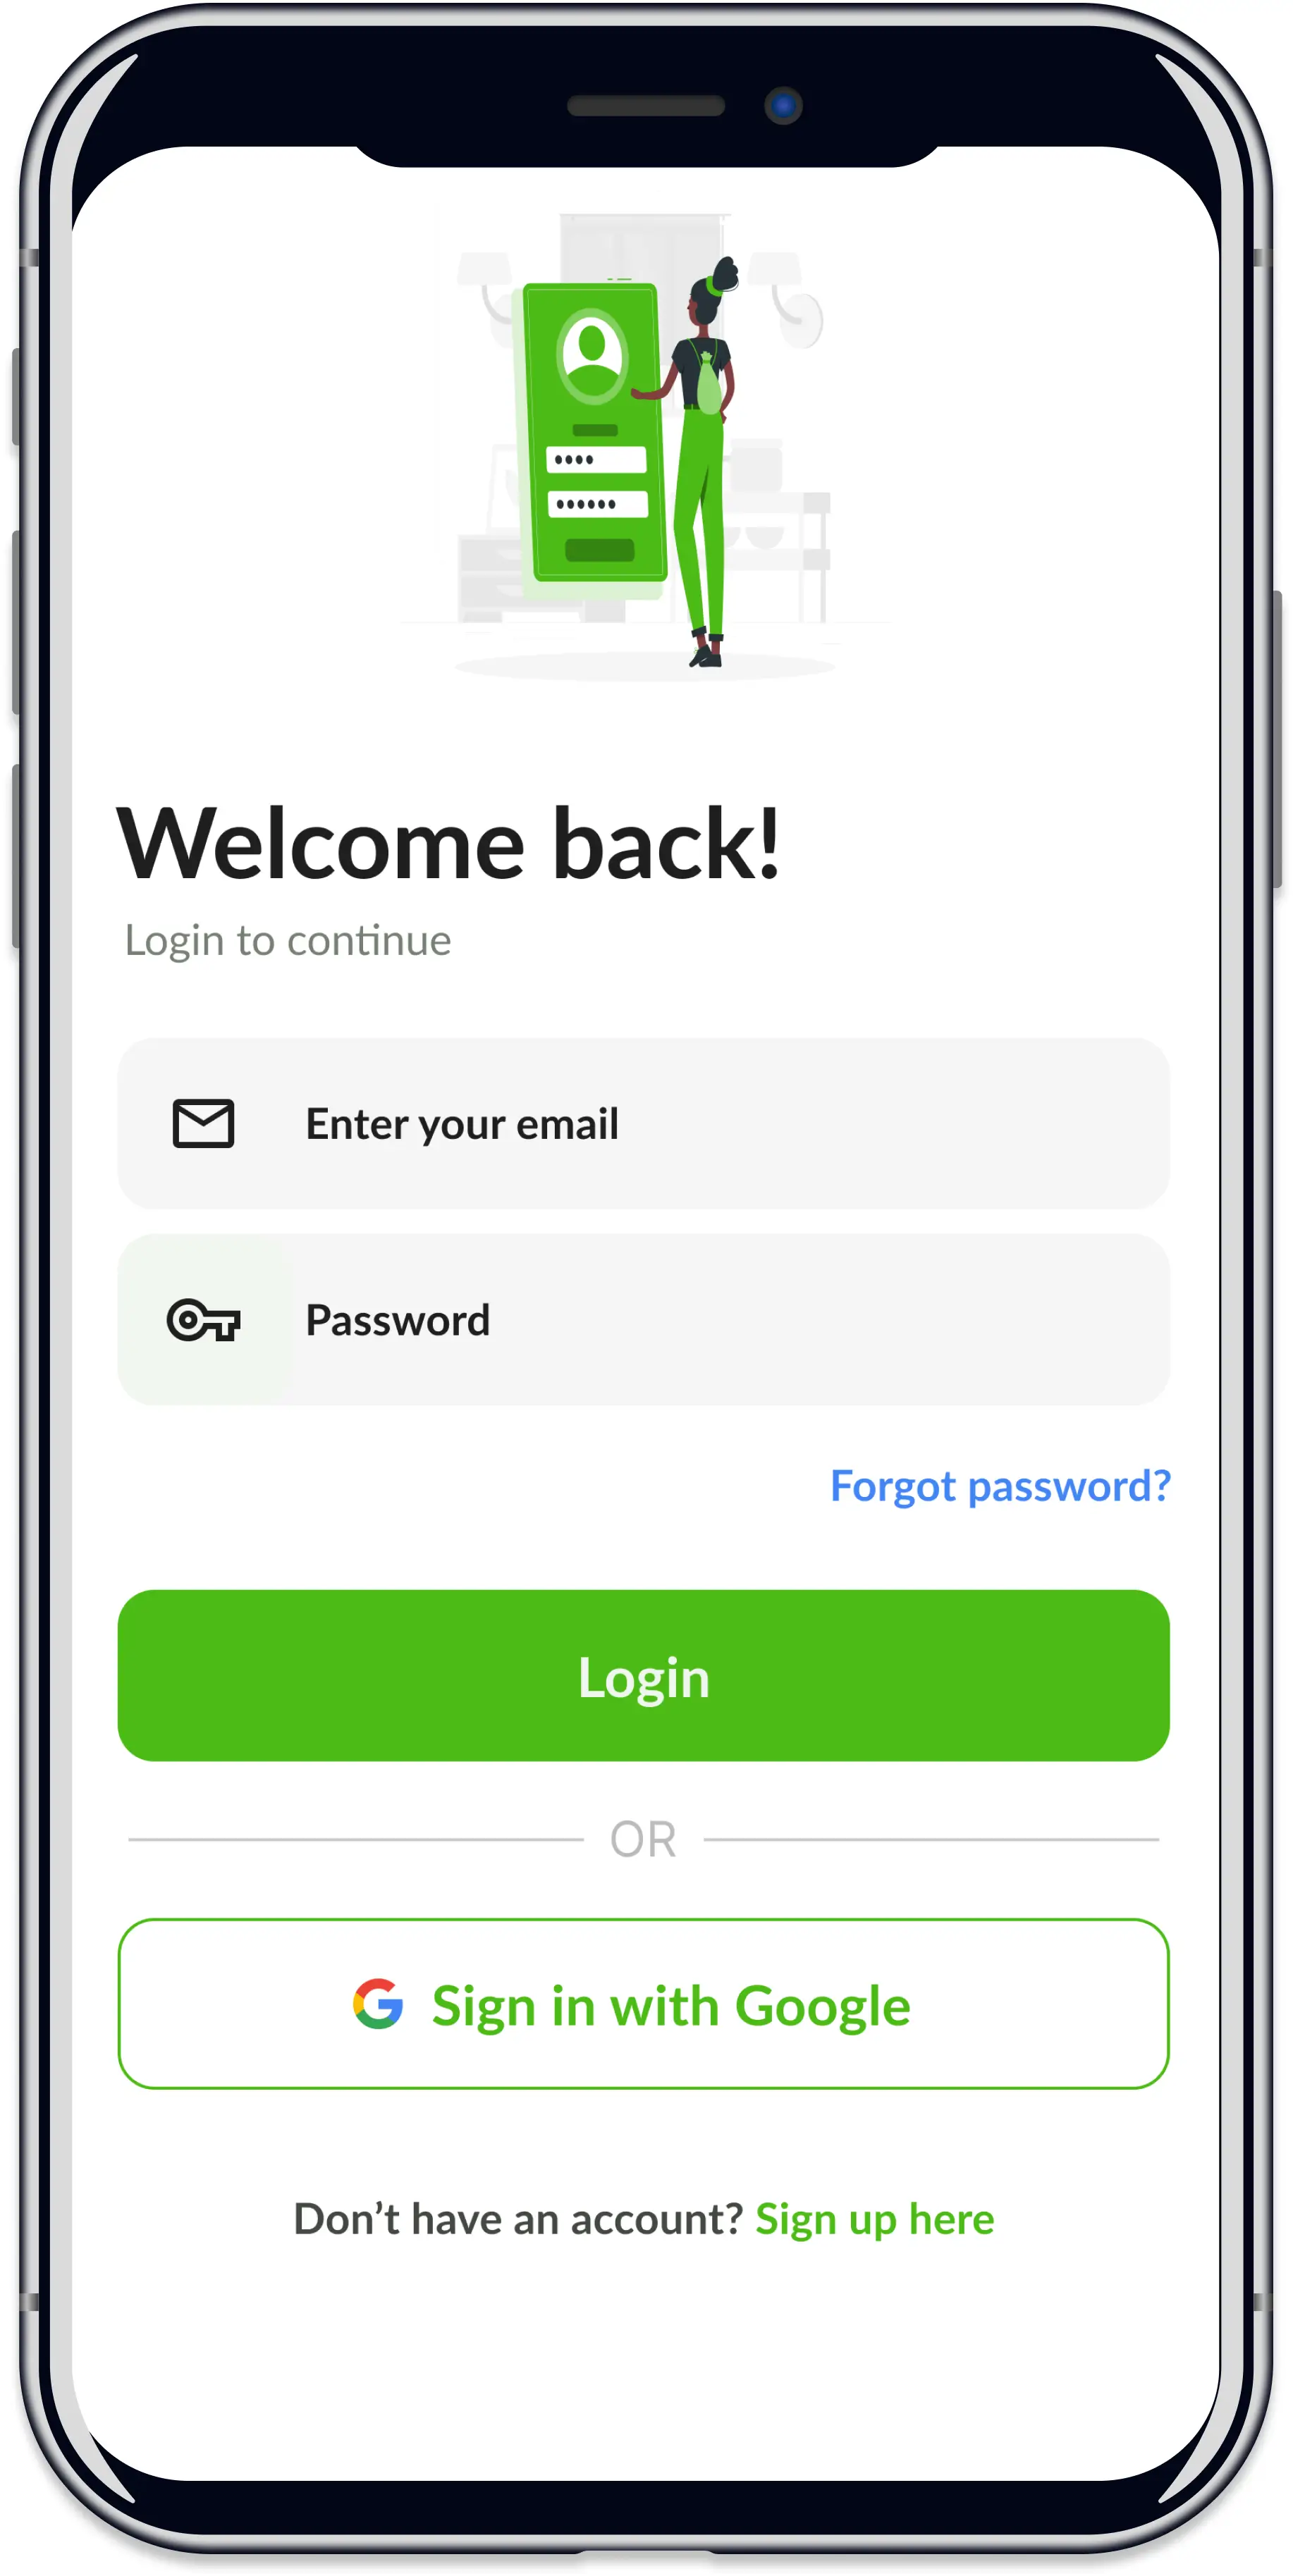 Welcome back!
Login to continue
Enter your email
Password
Forgot password?
Login
OR
Sign in with Google
Don’t have an account? Sign up here